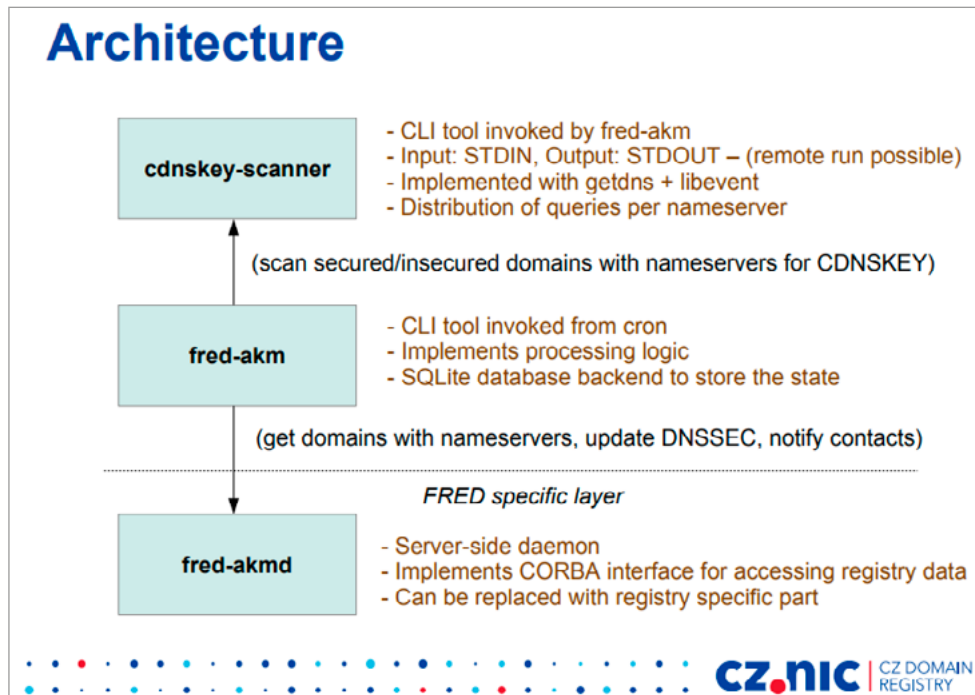 Architecture
cdnskey-scanner
- CLI tool invoked by fred-akm
- Input: STDIN, Output: STDOUT – (remote run possible)
- Implemented with getdns + libevent
- Distribution of queries per nameserver
(scan secured/insecured domains with nameservers for CDNSKEY)
fred-akm
- CLI tool invoked from cron
- Implements processing logic
- SQLite database backend to store the state
(get domains with nameservers, update DNSSEC, notify contacts)
FRED specific layer
fred-akmd
- Server-side daemon
- Implements CORBA interface for accessing registry data
- Can be replaced with registry specific part
CZ.NIC
CZ DOMAIN
REGISTRY